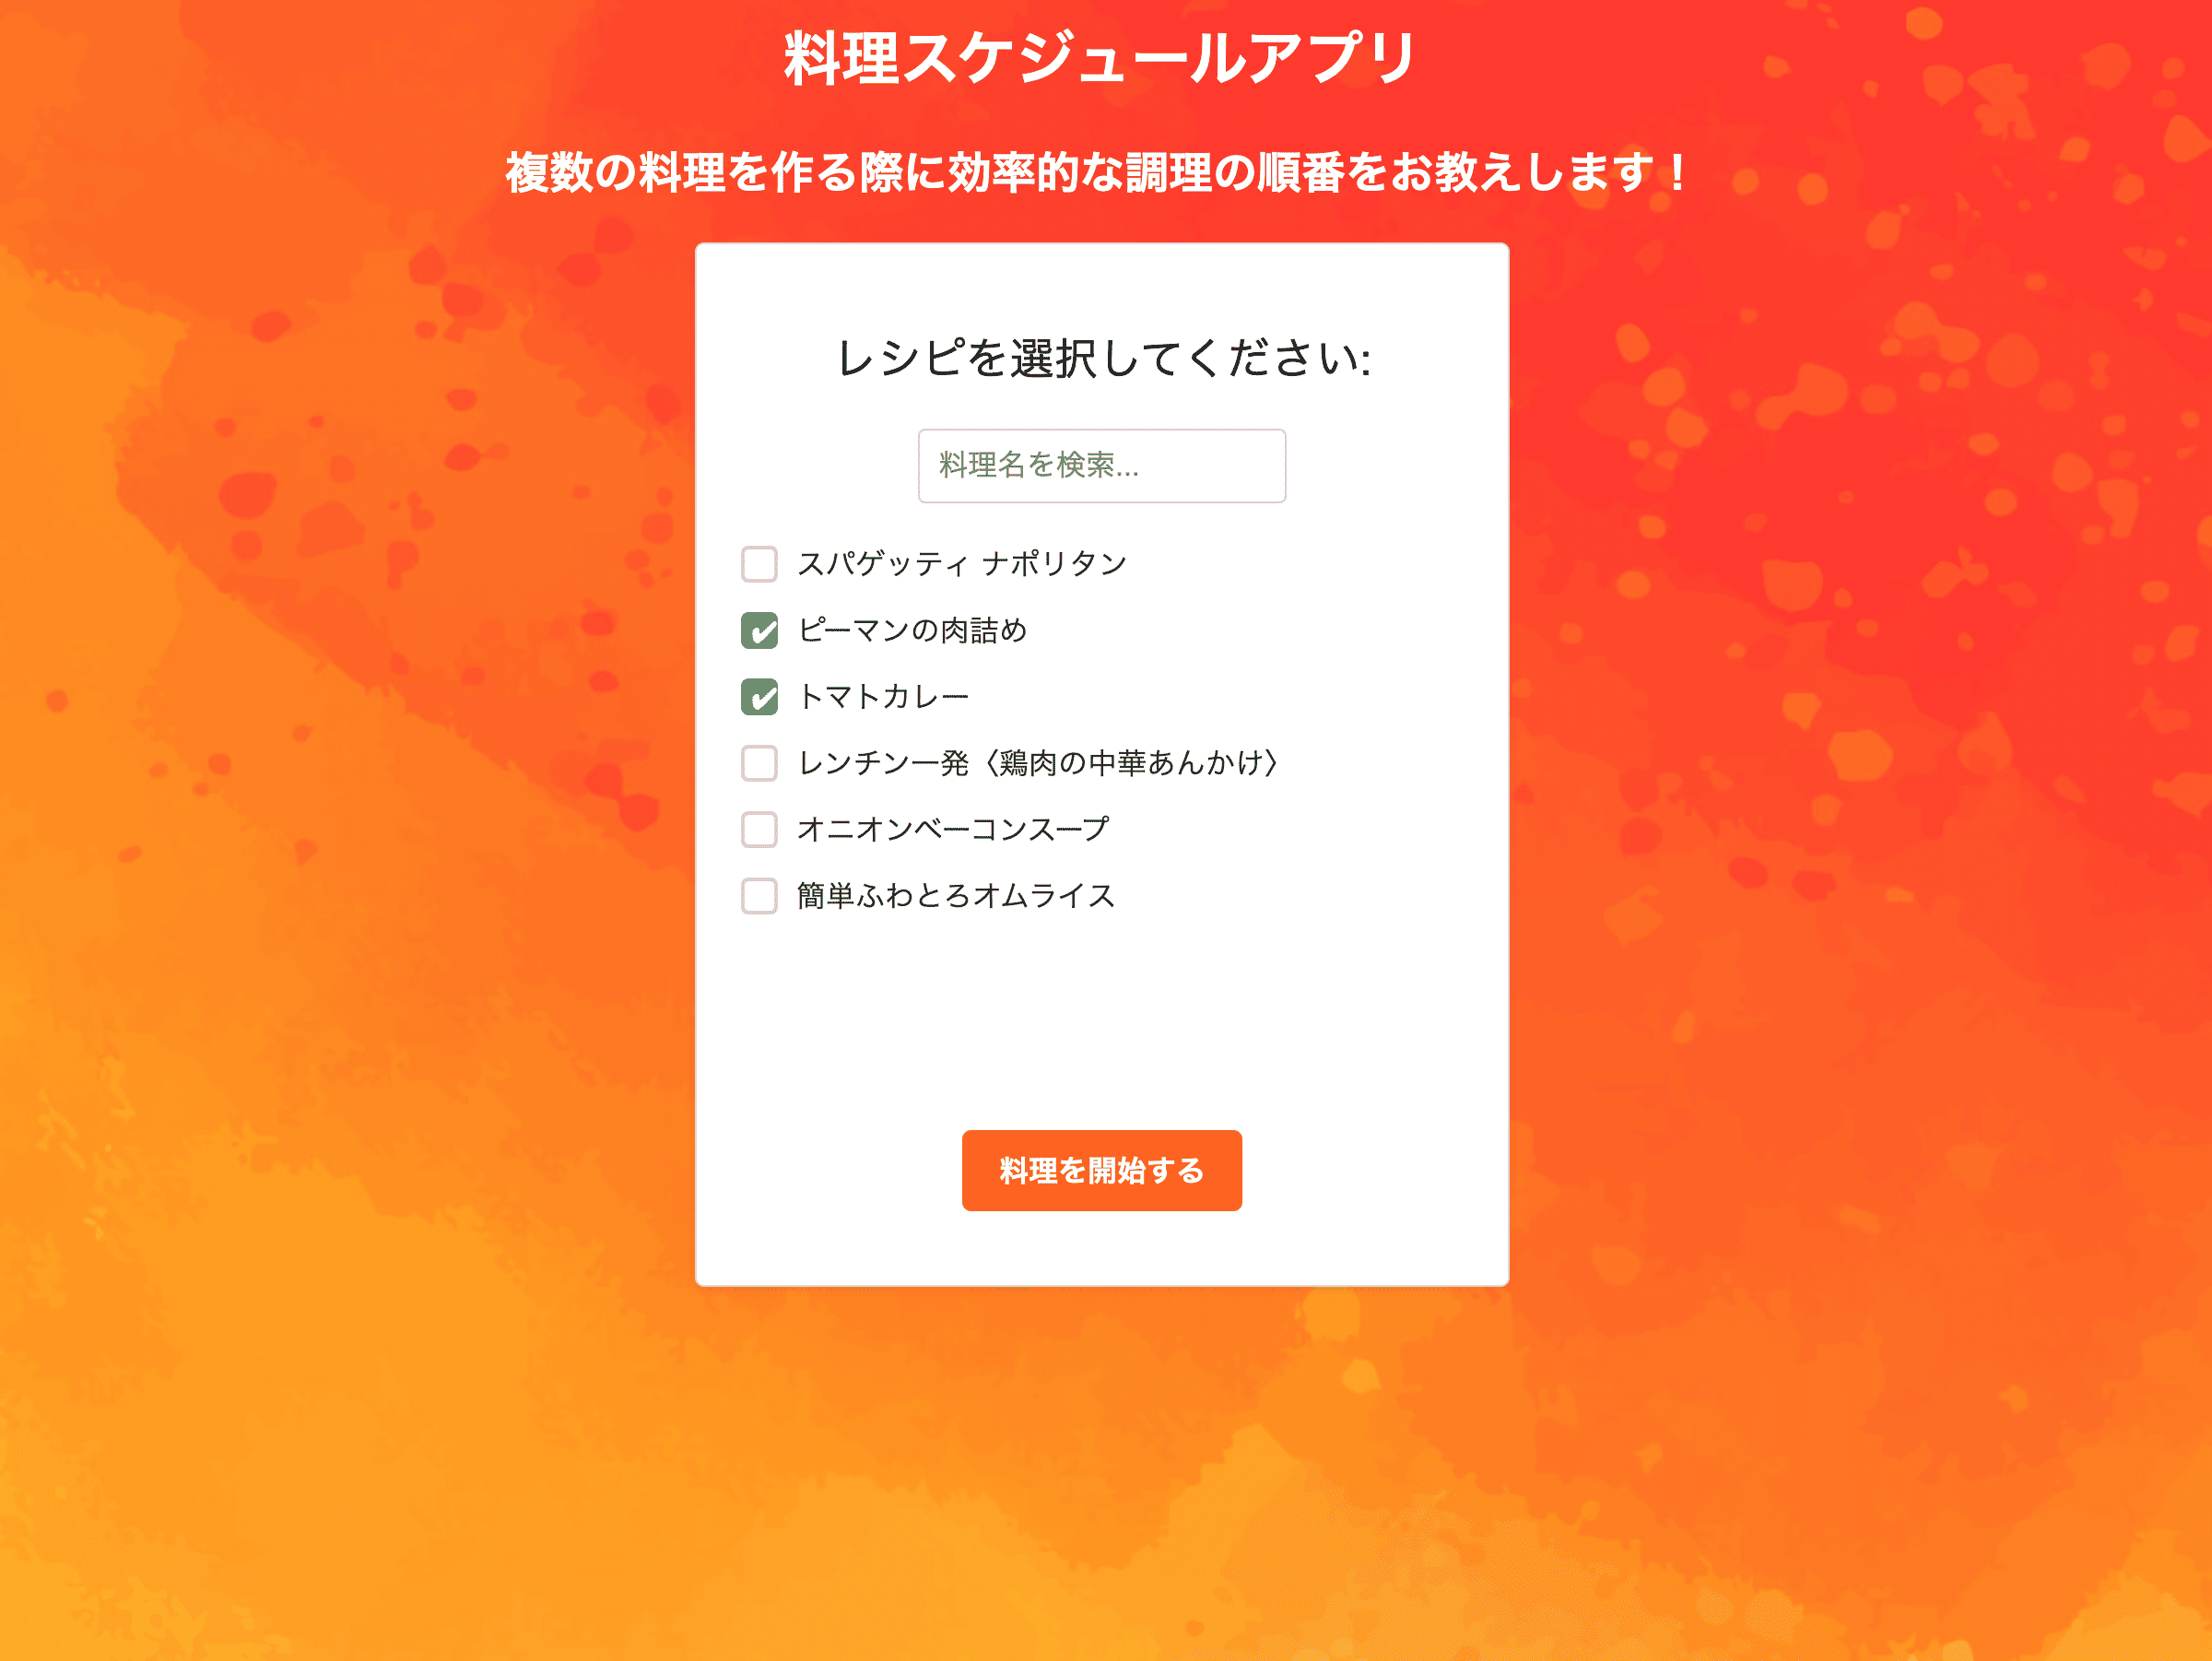 料理スケジュールアプリ
複数の料理を作る際に効率的な調理の順番をお教えします！
レシピを選択してください:
料理名を検索...
スパゲッティ ナポリタン
ピーマンの肉詰め
トマトカレー
レンチン一発〈鶏肉の中華あんかけ〉
オニオンベーコンスープ
簡単ふわとろオムライス
料理を開始する